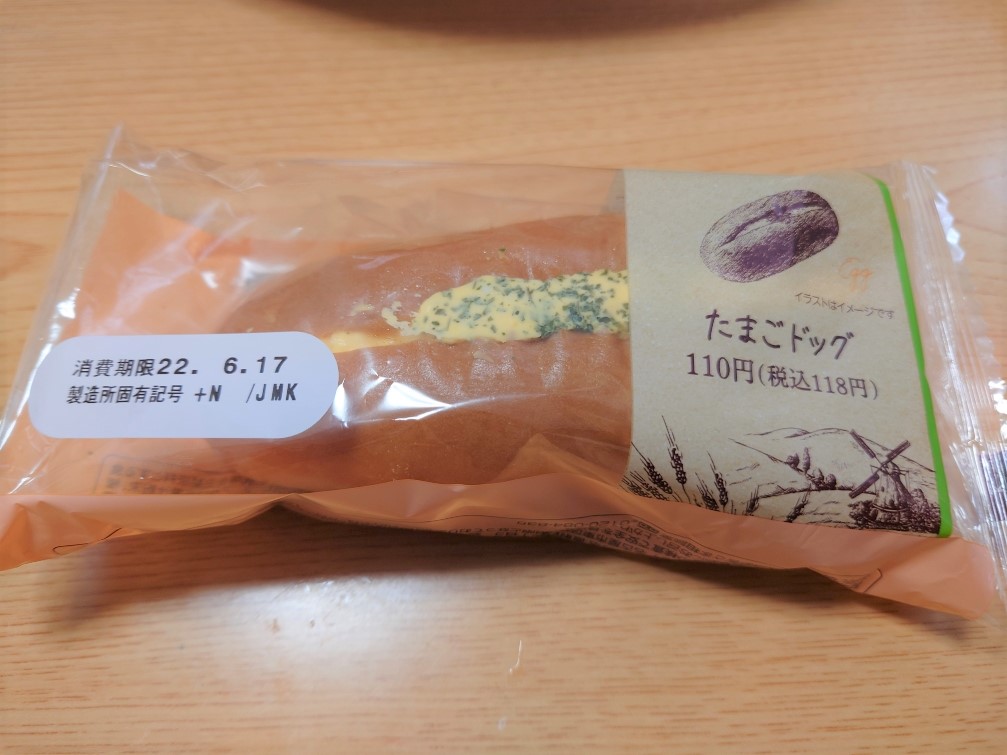 Egg
イラストはイメージです
たまごドッグ
110円(税込118円)
消費期限22. 6.17
製造所固有記号 +N /JMK